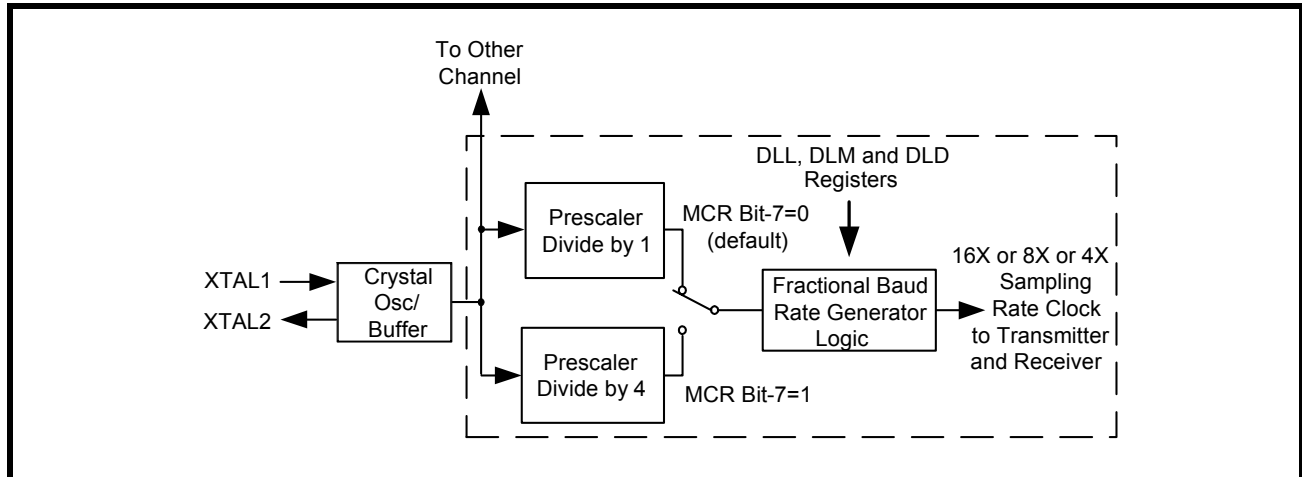 To Other
Channel
DLL, DLM and DLD
Registers
Prescaler
Divide by 1
MCR Bit-7=0
(default)
16X or 8X or 4X
Sampling
Rate Clock
to Transmitter
and Receiver
XTAL1
XTAL2
Crystal
Osc/
Buffer
Fractional Baud
Rate Generator
Logic
Prescaler
Divide by 4
MCR Bit-7=1